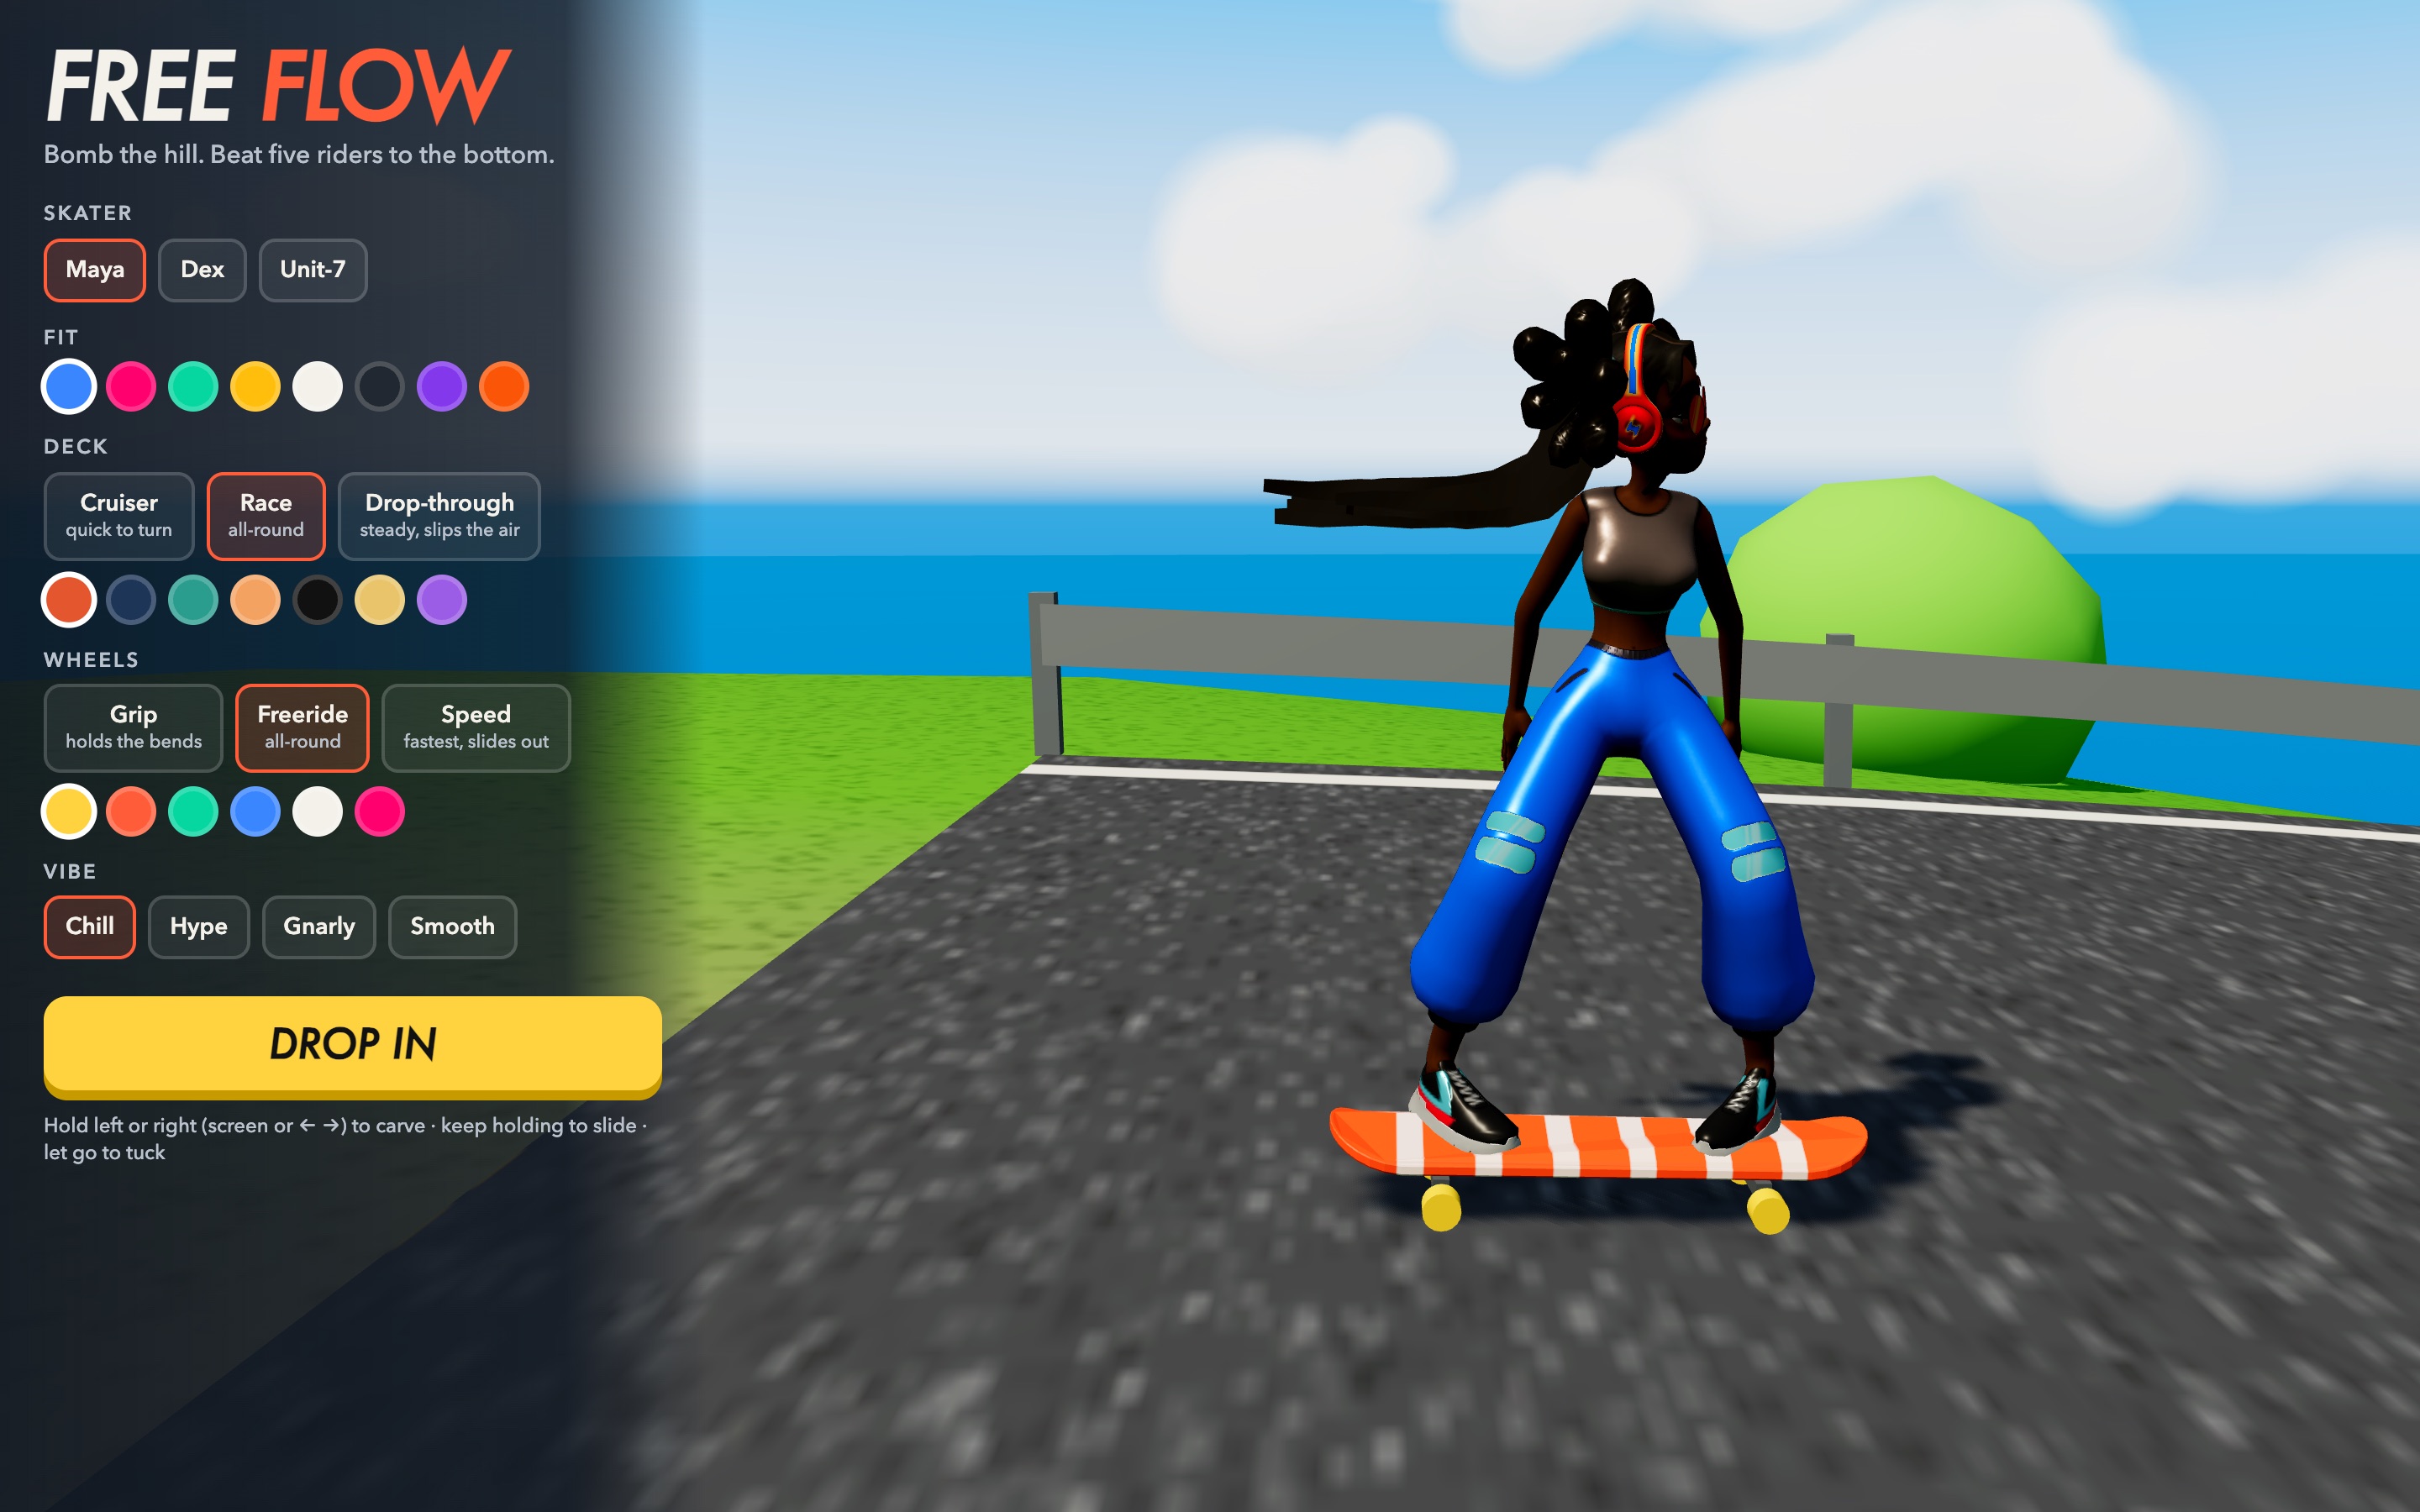 FREE FLOW
Bomb the hill. Beat five riders to the bottom.
SKATER
Maya
Dex
Unit-7
FIT
DECK
Cruiser
quick to turn
Race
all-round
Drop-through
steady, slips the air
WHEELS
Grip
holds the bends
Freeride
all-round
Speed
fastest, slides out
VIBE
Chill
Hype
Gnarly
Smooth
DROP IN
Hold left or right (screen or ← →) to carve · keep holding to slide ·
let go to tuck